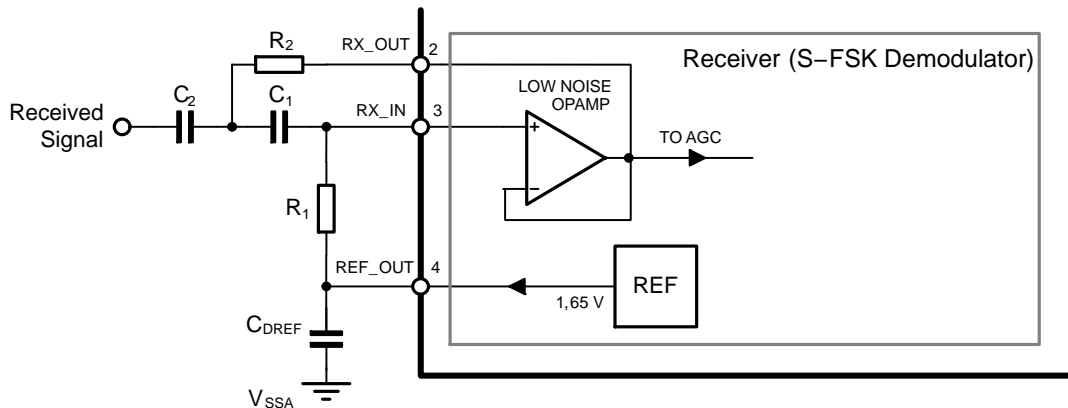 R2
RX_OUT
2
Receiver (S−FSK Demodulator)
C2
C1
RX_IN
3
LOW NOISE
OPAMP
Received
Signal
+
TO AGC
−
R1
REF_OUT
4
REF
1,65 V
CDREF
VSSA